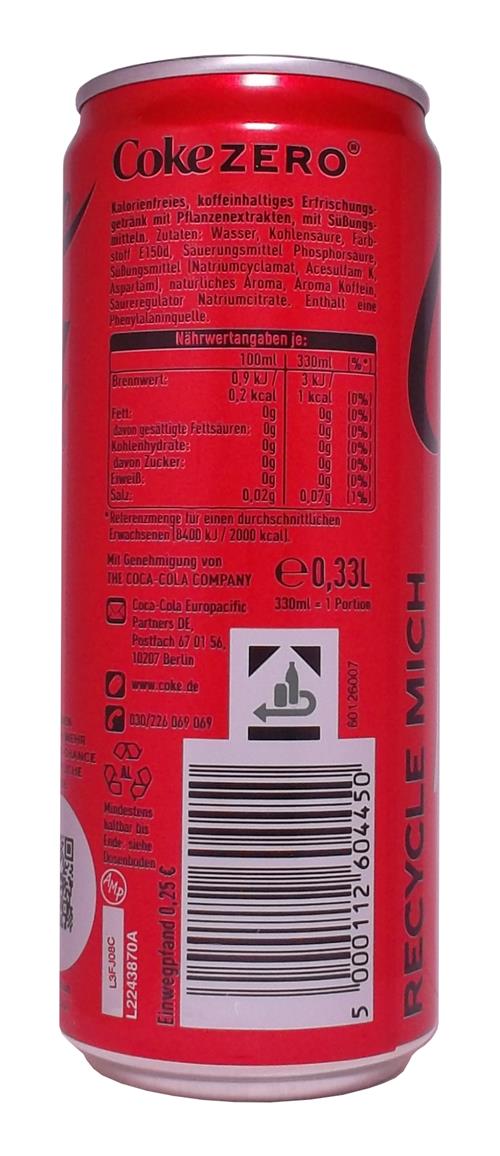 Coke ZERO®
Kalorienfreies, koffeinhaltiges Erfrischungs-
getränk mit Pflanzenextrakten, mit Süßungs-
mitteln. Zutaten: Wasser, Kohlensäure, Farb-
stoff E150d, Säuerungsmittel Phosphorsäure,
Süßungsmittel (Natriumcyclamat, Acesulfam K,
Aspartam), natürliches Aroma, Aroma Koffein,
Säureregulator Natriumcitrate. Enthält eine
Phenylalaninquelle.
Nährwertangaben je:
100ml 330ml (%*)
Brennwert: 0,9 kJ / 3 kJ /
0,2 kcal 1 kcal (0%)
Fett: 0g 0g (0%)
davon gesättigte Fettsäuren: 0g 0g (0%)
Kohlenhydrate: 0g 0g (0%)
davon Zucker: 0g 0g (0%)
Eiweiß: 0g 0g (0%)
Salz: 0,02g 0,07g (1%)
*Referenzmenge für einen durchschnittlichen
Erwachsenen (8400 kJ / 2000 kcal).
Mit Genehmigung von
THE COCA-COLA COMPANY
e 0,33L
330ml = 1 Portion
Coca-Cola Europacific
Partners DE,
Postfach 67 01 56,
10207 Berlin
www.coke.de
030/226 069 069
60126007
AL
Mindestens
haltbar bis
Ende: siehe
Dosenboden
AMP
L3FJ08C
L2243870A
Einwegpfand 0,25 €
5 000112 604450
RECYCLE MICH